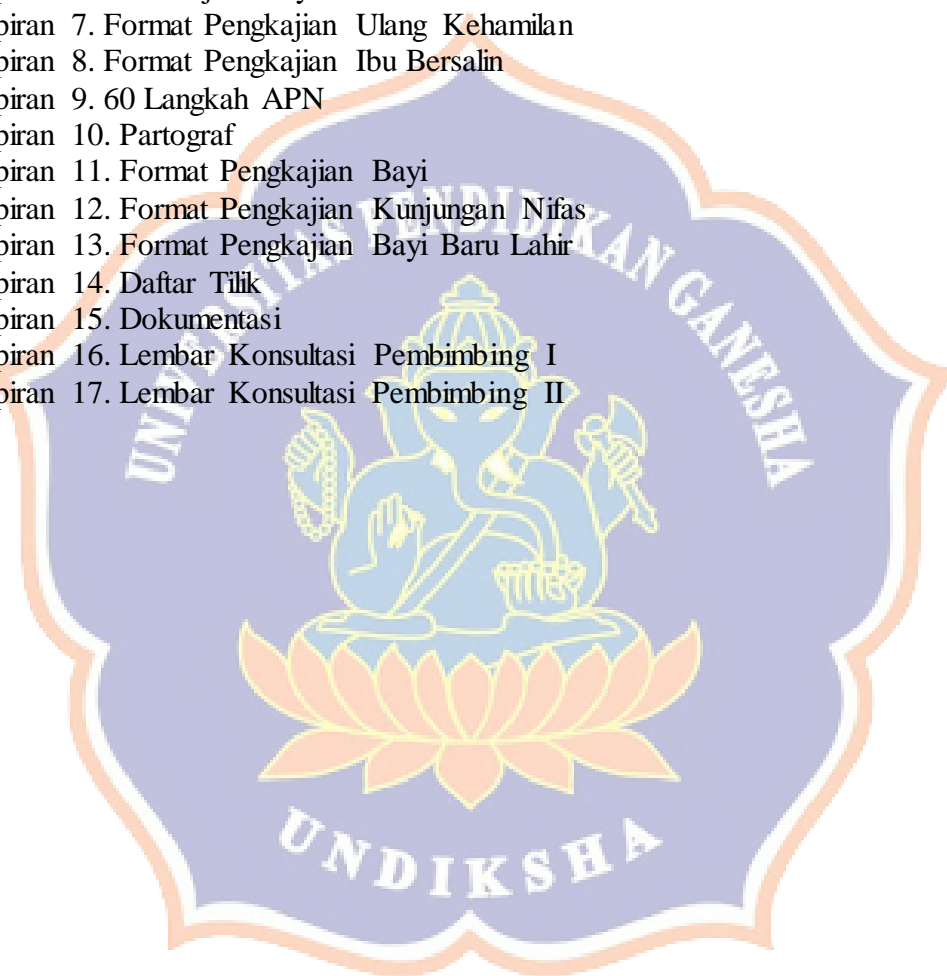 piran 7. Format Pengkajian Ulang Kehamilan
piran 8. Format Pengkajian Ibu Bersalin
piran 9. 60 Langkah APN
piran 10. Partograf
piran 11. Format Pengkajian Bayi
piran 12. Format Pengkajian Kunjungan Nifas
piran 13. Format Pengkajian Bayi Baru Lahir
piran 14. Daftar Tilik
piran 15. Dokumentasi
piran 16. Lembar Konsultasi Pembimbing I
piran 17. Lembar Konsultasi Pembimbing II
UNIVERSITAS PENDIDIKAN GANESHA
UNDIKSHA